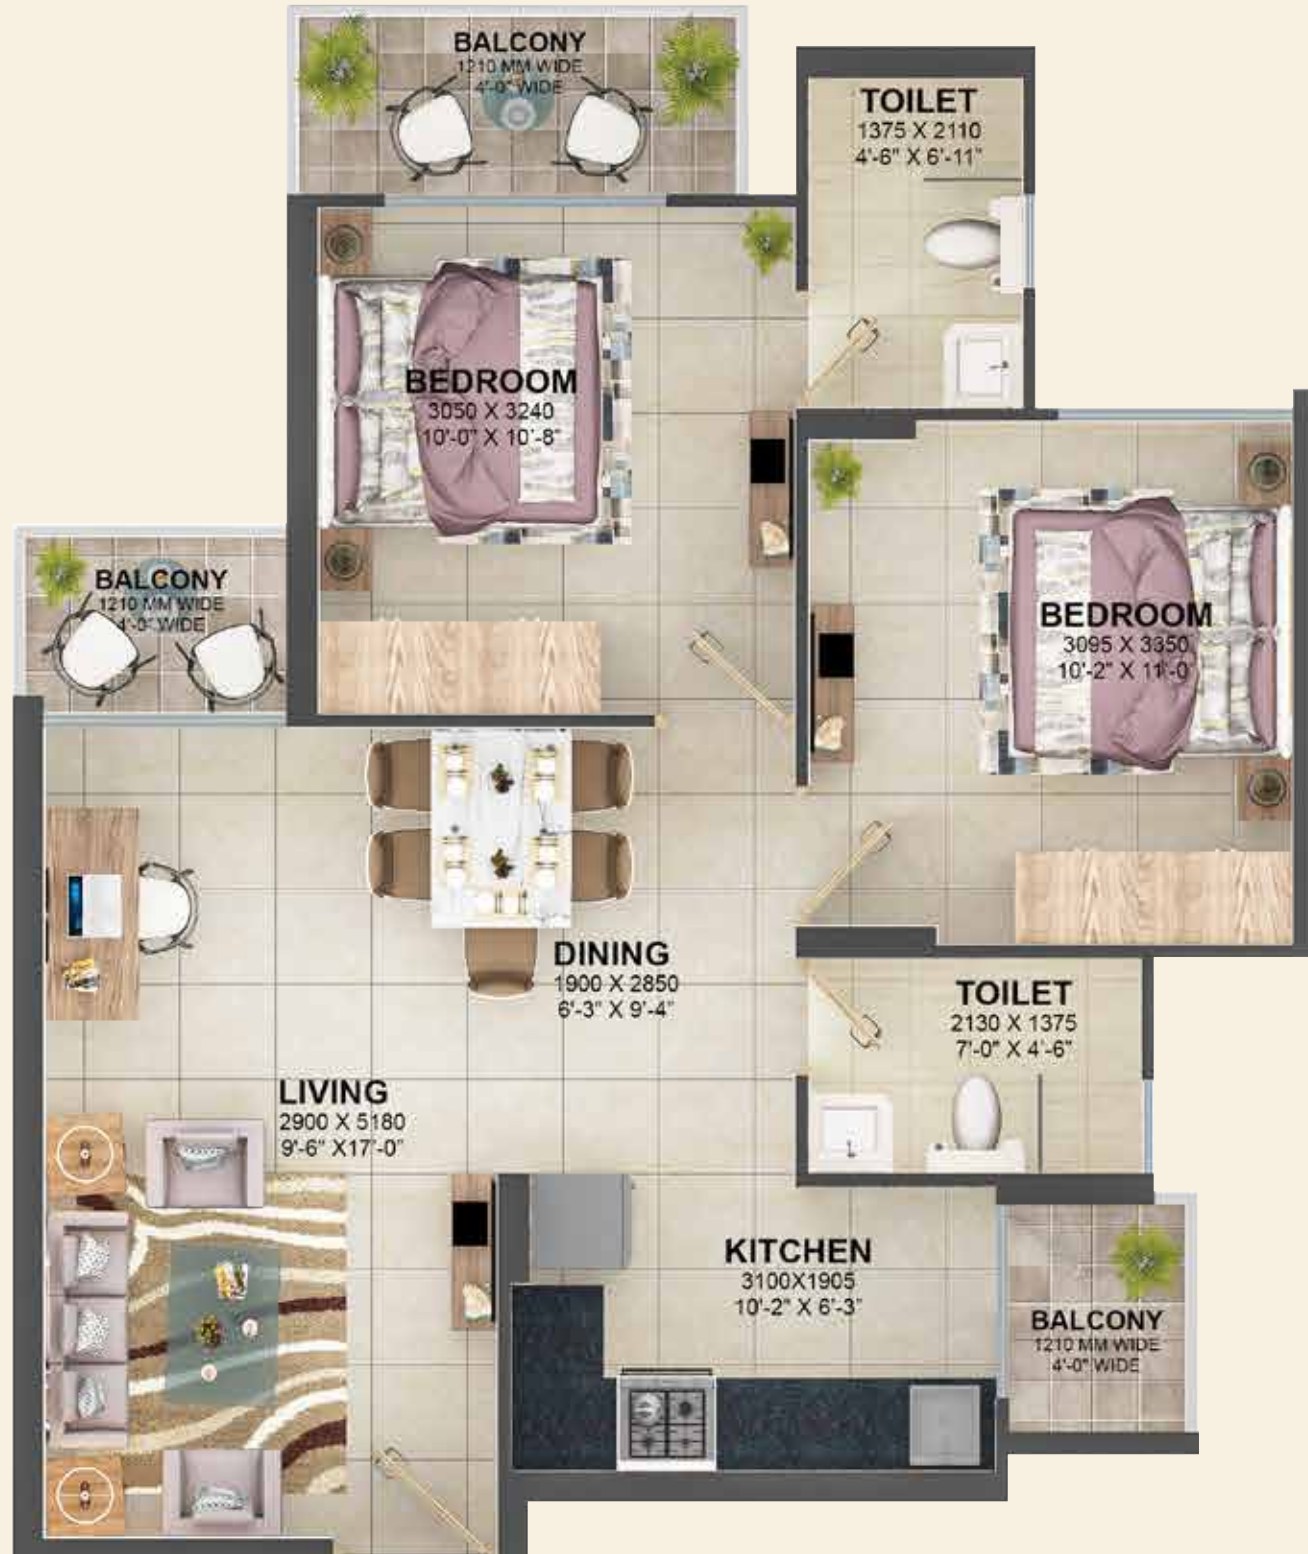 BALCONY
1210 MM WIDE
4'-0" WIDE
TOILET
1375 X 2110
4'-6" X 6'-11"
BEDROOM
3050 X 3240
10'-0" X 10'-8"
BALCONY
1210 MM WIDE
4'-0" WIDE
BEDROOM
3095 X 3350
10'-2" X 11'-0
DINING
1900 X 2850
6'-3" X 9'-4"
TOILET
2130 X 1375
7'-0" X 4'-6"
LIVING
2900 X 5180
9'-6" X17'-0"
KITCHEN
3100X1905
10'-2" X 6'-3"
BALCONY
1210 MM WIDE
4'-0" WIDE